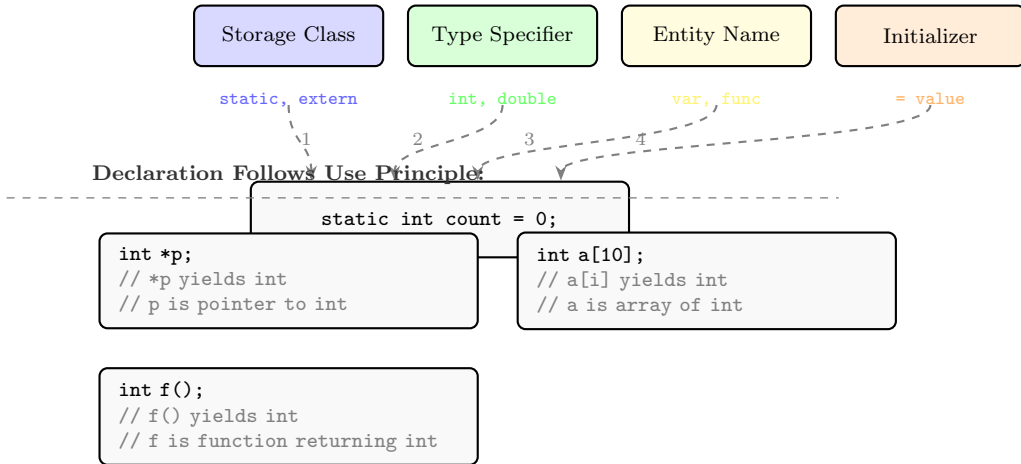 Storage Class
Type Specifier
Entity Name
Initializer
static, extern
int, double
var, func
= value
1
2
3
4
Declaration Follows Use Principle:
static int count = 0;
int *p;
// *p yields int
// p is pointer to int
int a[10];
// a[i] yields int
// a is array of int
int f();
// f() yields int
// f is function returning int